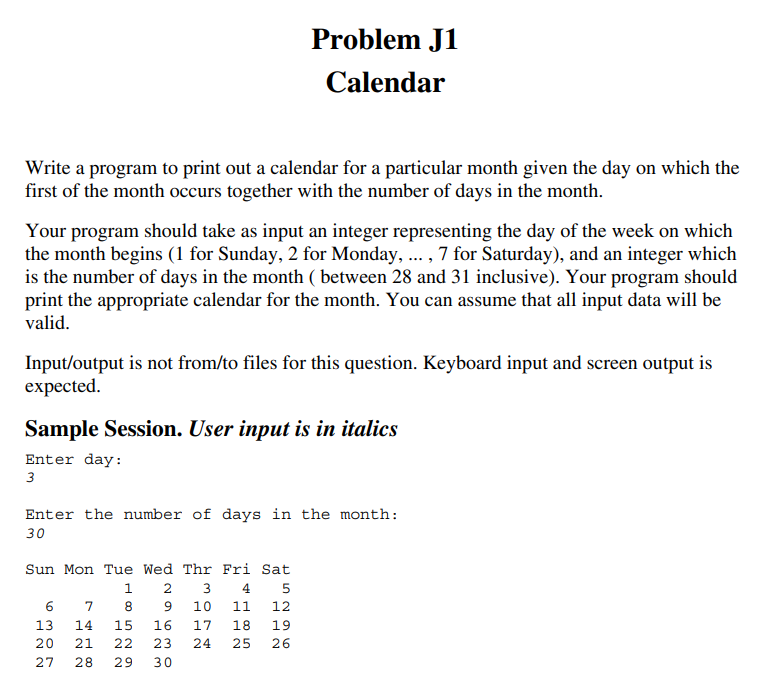 Problem J1
Calendar
Write a program to print out a calendar for a particular month given the day on which the
first of the month occurs together with the number of days in the month.
Your program should take as input an integer representing the day of the week on which
the month begins (1 for Sunday, 2 for Monday, ... , 7 for Saturday), and an integer which
is the number of days in the month ( between 28 and 31 inclusive). Your program should
print the appropriate calendar for the month. You can assume that all input data will be
valid.
Input/output is not from/to files for this question. Keyboard input and screen output is
expected.
Sample Session. User input is in italics
Enter day:
3
Enter the number of days in the month:
30
Sun Mon Tue Wed Thr Fri Sat
          1   2   3   4   5
  6   7   8   9  10  11  12
 13  14  15  16  17  18  19
 20  21  22  23  24  25  26
 27  28  29  30